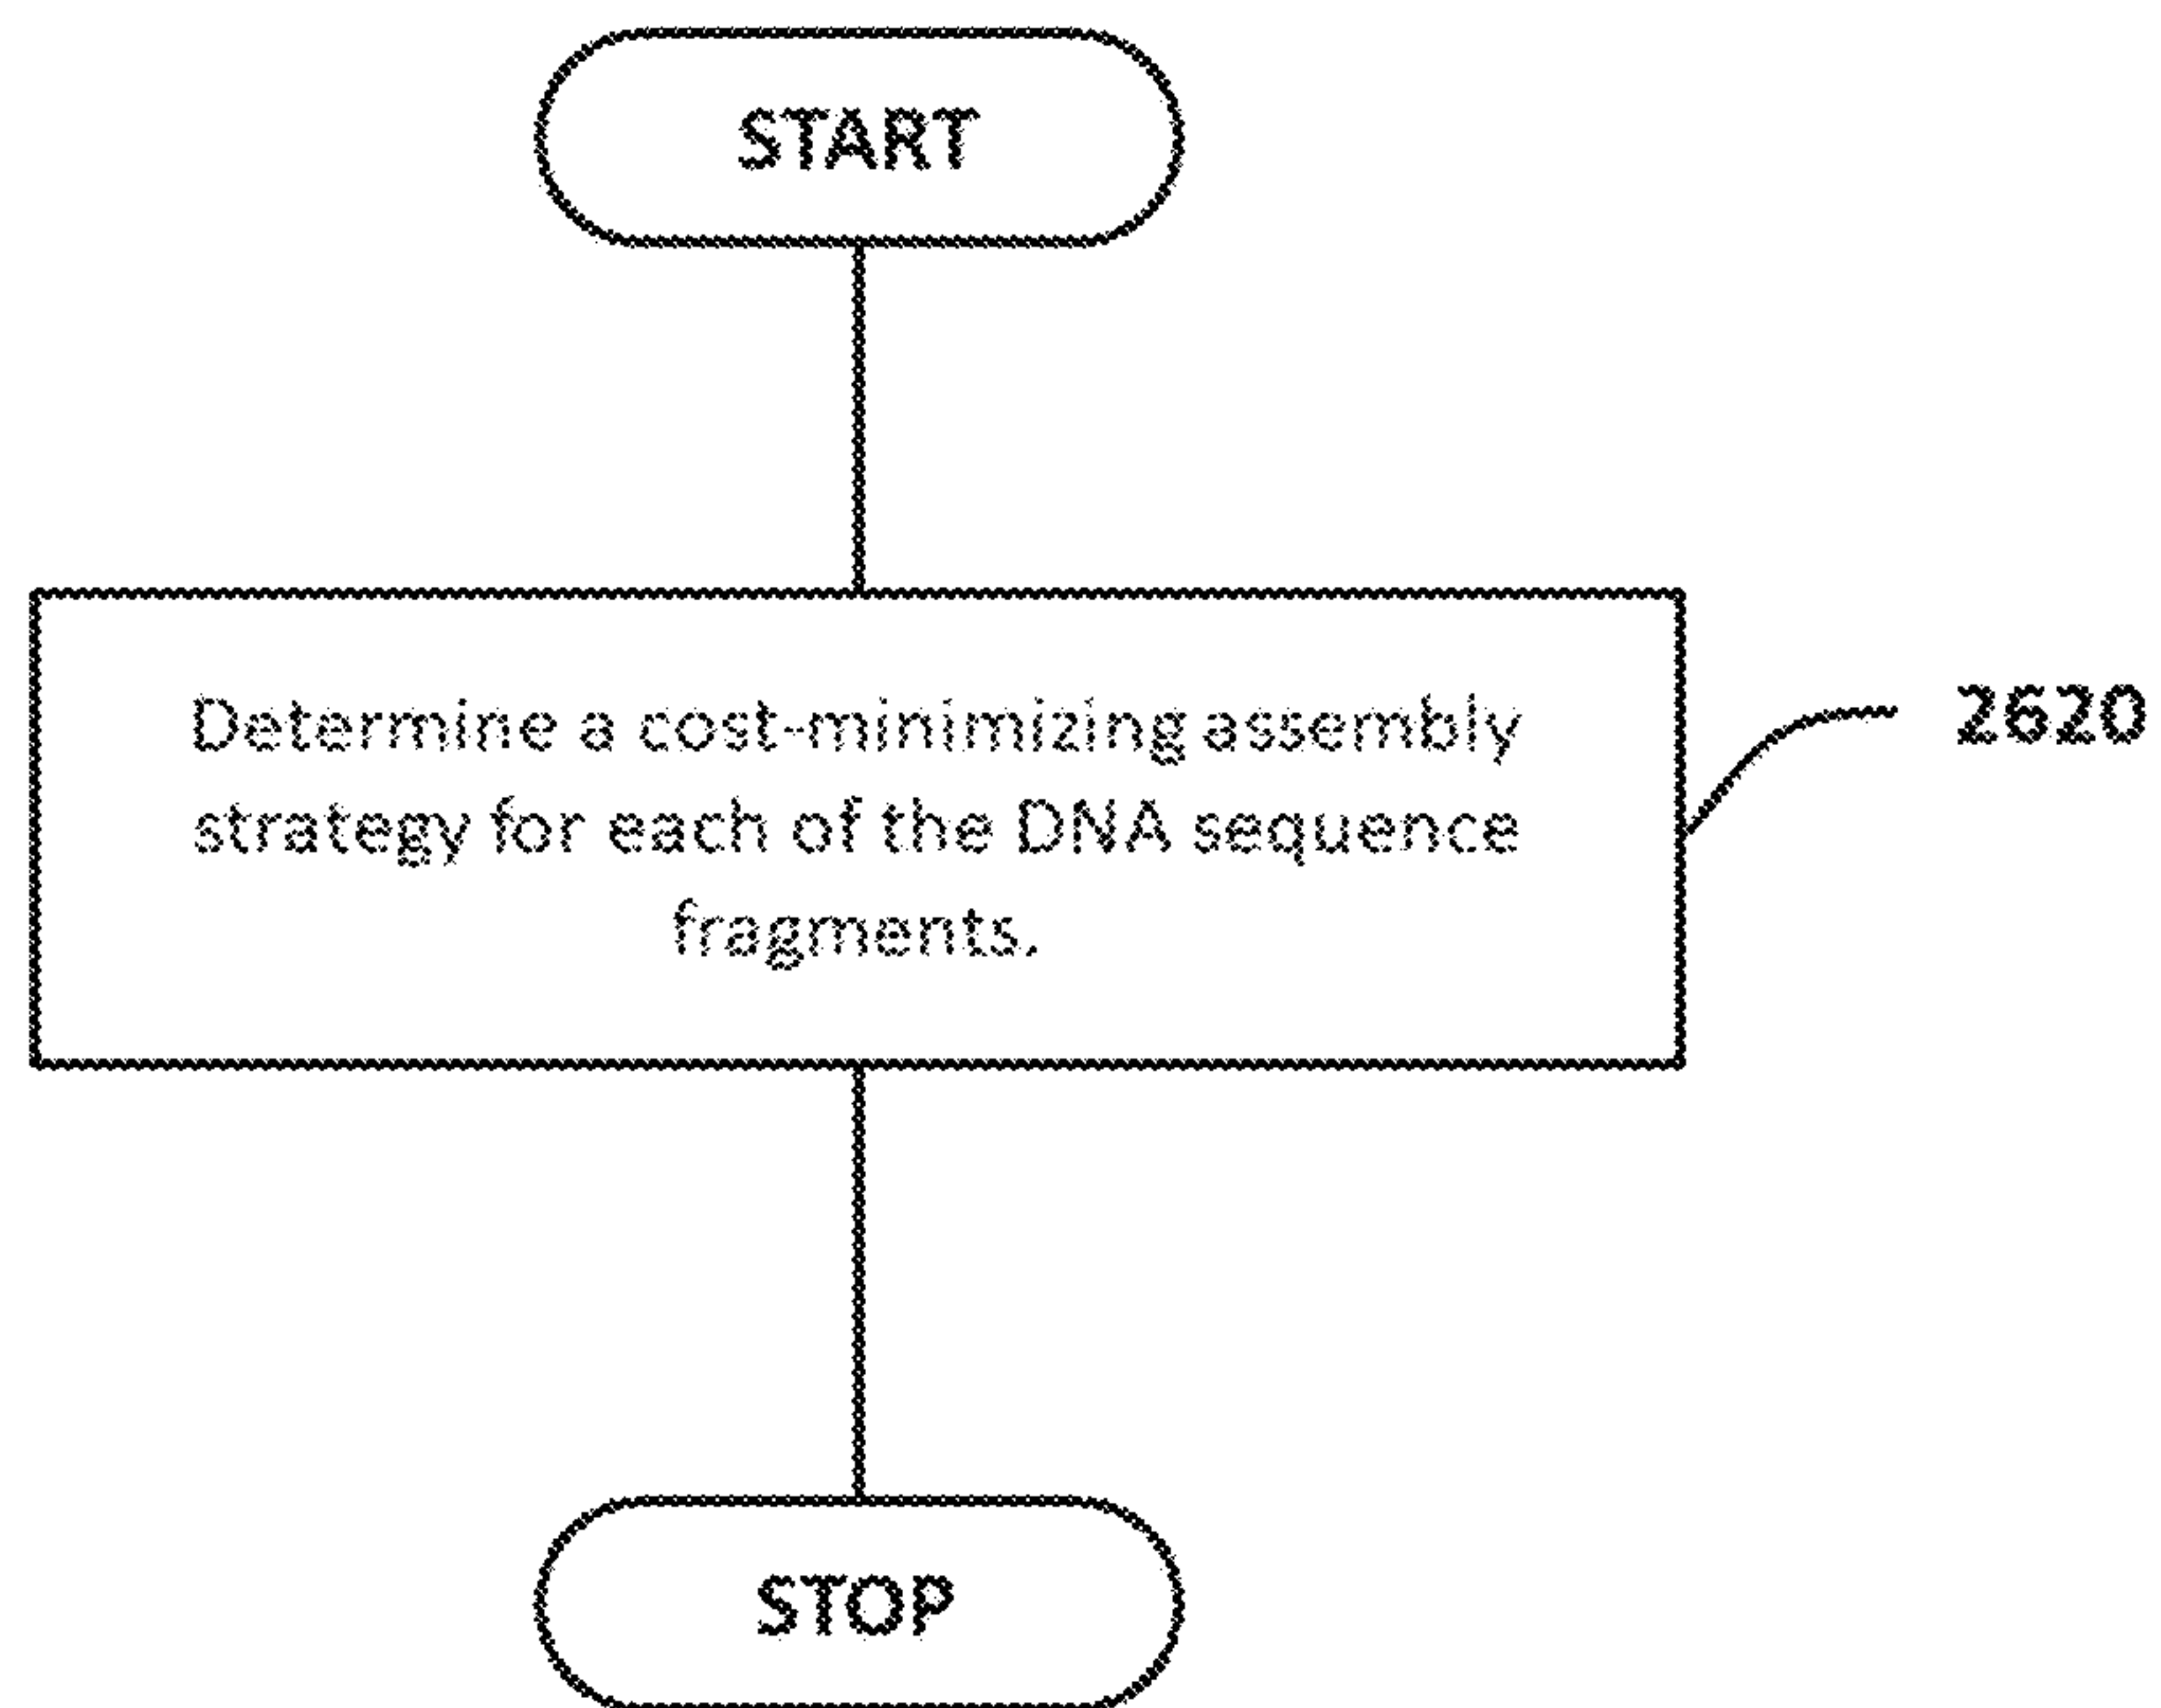 START
Determine a cost-minimizing assembly
strategy for each of the DNA sequence
fragments.
2620
STOP